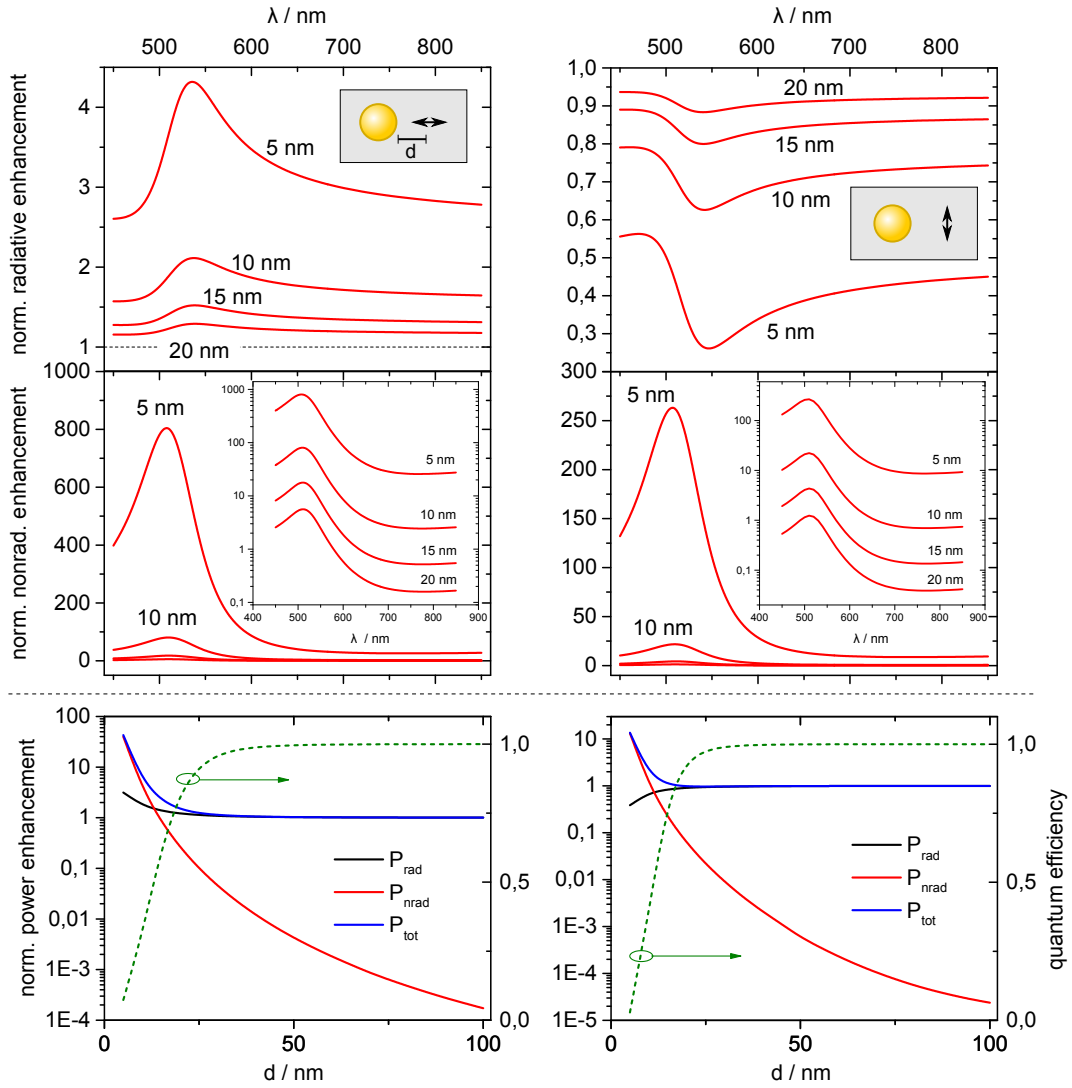 λ / nm
500 600 700 800
norm. radiative enhancement
4
3
2
1
5 nm
10 nm
15 nm
20 nm
d
λ / nm
500 600 700 800
1,0
0,9
0,8
0,7
0,6
0,5
0,4
0,3
20 nm
15 nm
10 nm
5 nm
norm. nonrad. enhancement
1000
800
600
400
200
0
5 nm
10 nm
1000
100
10
1
0,1
5 nm
10 nm
15 nm
20 nm
400 500 600 700 800 900
λ / nm
300
250
200
150
100
50
25
0
5 nm
10 nm
100
10
1
0,1
5 nm
10 nm
15 nm
20 nm
400 500 600 700 800 900
λ / nm
norm. power enhancement
100
10
1
0,1
0,01
1E-3
1E-4
P rad
P nrad
P tot
1,0
0,5
0,0
0 50 100
d / nm
100
10
1
0,1
0,01
1E-3
1E-4
1E-5
P rad
P nrad
P tot
1,0
0,5
0,0
quantum efficiency
0 50 100
d / nm